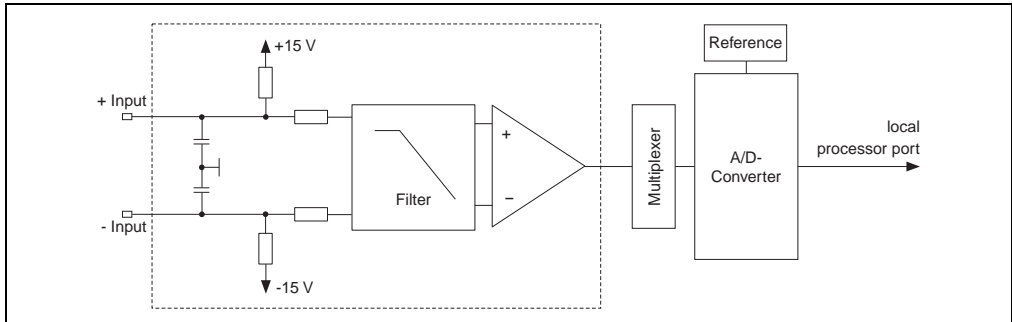 +15 V
Reference
+ Input
local
processor port
A/D-
Converter
Multiplexer
+
−
Filter
- Input
-15 V